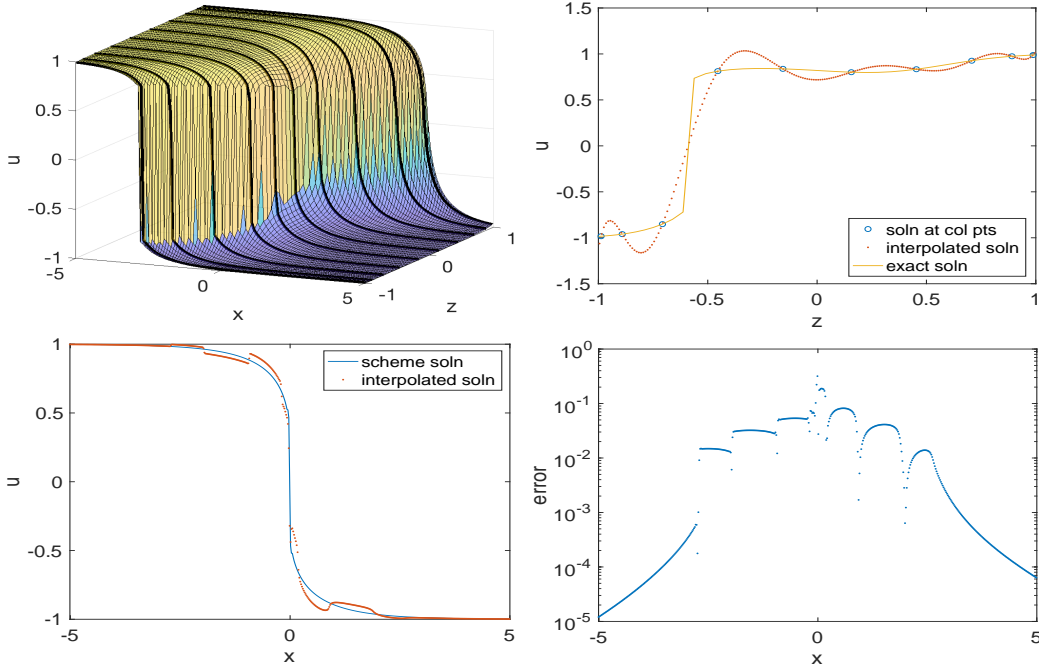 1
0.5
0
-0.5
-1
u
-5
0
5
x
-1
0
1
z
1.5
1
0.5
0
-0.5
-1
-1.5
u
soln at col pts
interpolated soln
exact soln
-1
-0.5
0
0.5
1
z
1
0.5
0
-0.5
-1
u
scheme soln
interpolated soln
-5
0
5
x
10^0
10^-1
10^-2
10^-3
10^-4
10^-5
error
-5
0
5
x